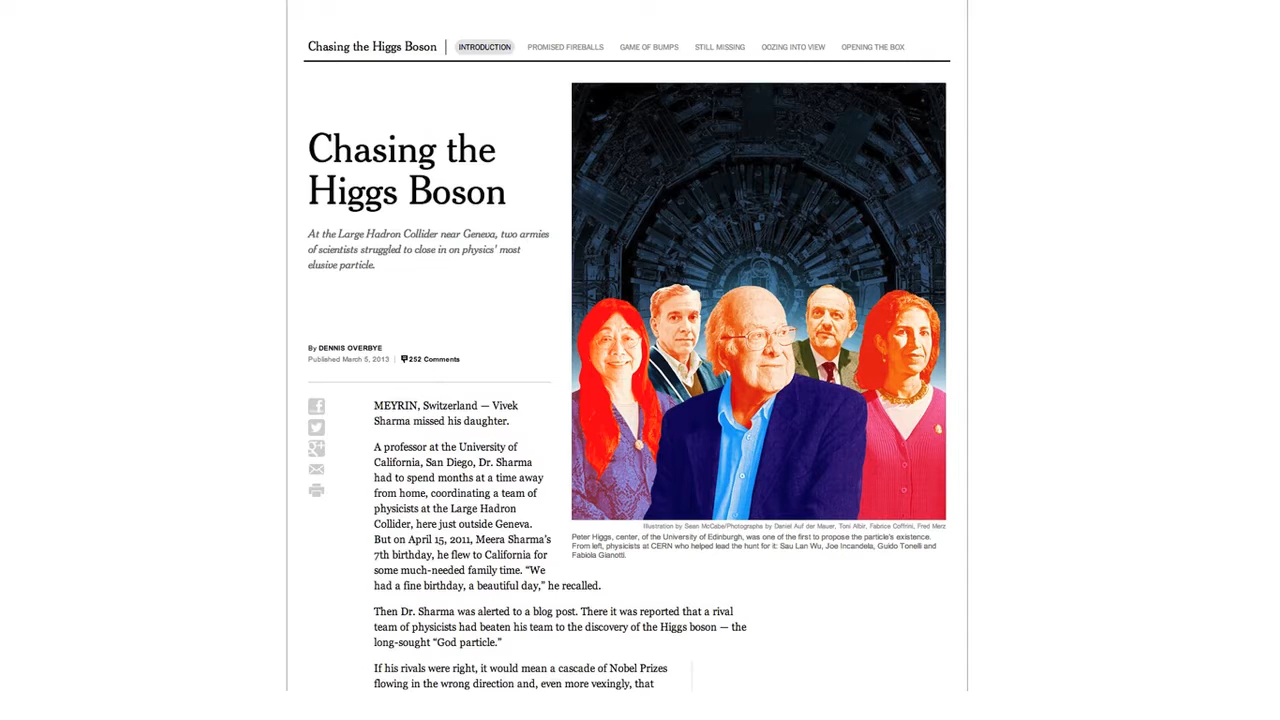 Chasing the Higgs Boson
INTRODUCTION
PROMISED FIREBALLS
GAME OF BUMPS
STILL MISSING
OOZING INTO VIEW
OPENING THE BOX
Chasing the
Higgs Boson
At the Large Hadron Collider near Geneva, two armies
of scientists struggled to close in on physics' most
elusive particle.
By DENNIS OVERBYE
Published March 5, 2013 | 252 Comments
MEYRIN, Switzerland — Vivek
Sharma missed his daughter.
A professor at the University of
California, San Diego, Dr. Sharma
had to spend months at a time away
from home, coordinating a team of
physicists at the Large Hadron
Collider, here just outside Geneva.
But on April 15, 2011, Meera Sharma’s
7th birthday, he flew to California for
some much-needed family time. “We
had a fine birthday, a beautiful day,” he recalled.
Then Dr. Sharma was alerted to a blog post. There it was reported that a rival
team of physicists had beaten his team to the discovery of the Higgs boson — the
long-sought “God particle.”
If his rivals were right, it would mean a cascade of Nobel Prizes
flowing in the wrong direction and, even more vexingly, that
Illustration by Sean McCabe/Photographs by Daniel Auf der Mauer, Toni Albir, Fabrice Coffrini, Fred Merz
Peter Higgs, center, of the University of Edinburgh, was one of the first to propose the particle's existence.
From left, physicists at CERN who helped lead the hunt for it: Sau Lan Wu, Joe Incandela, Guido Tonelli and
Fabiola Gianotti.